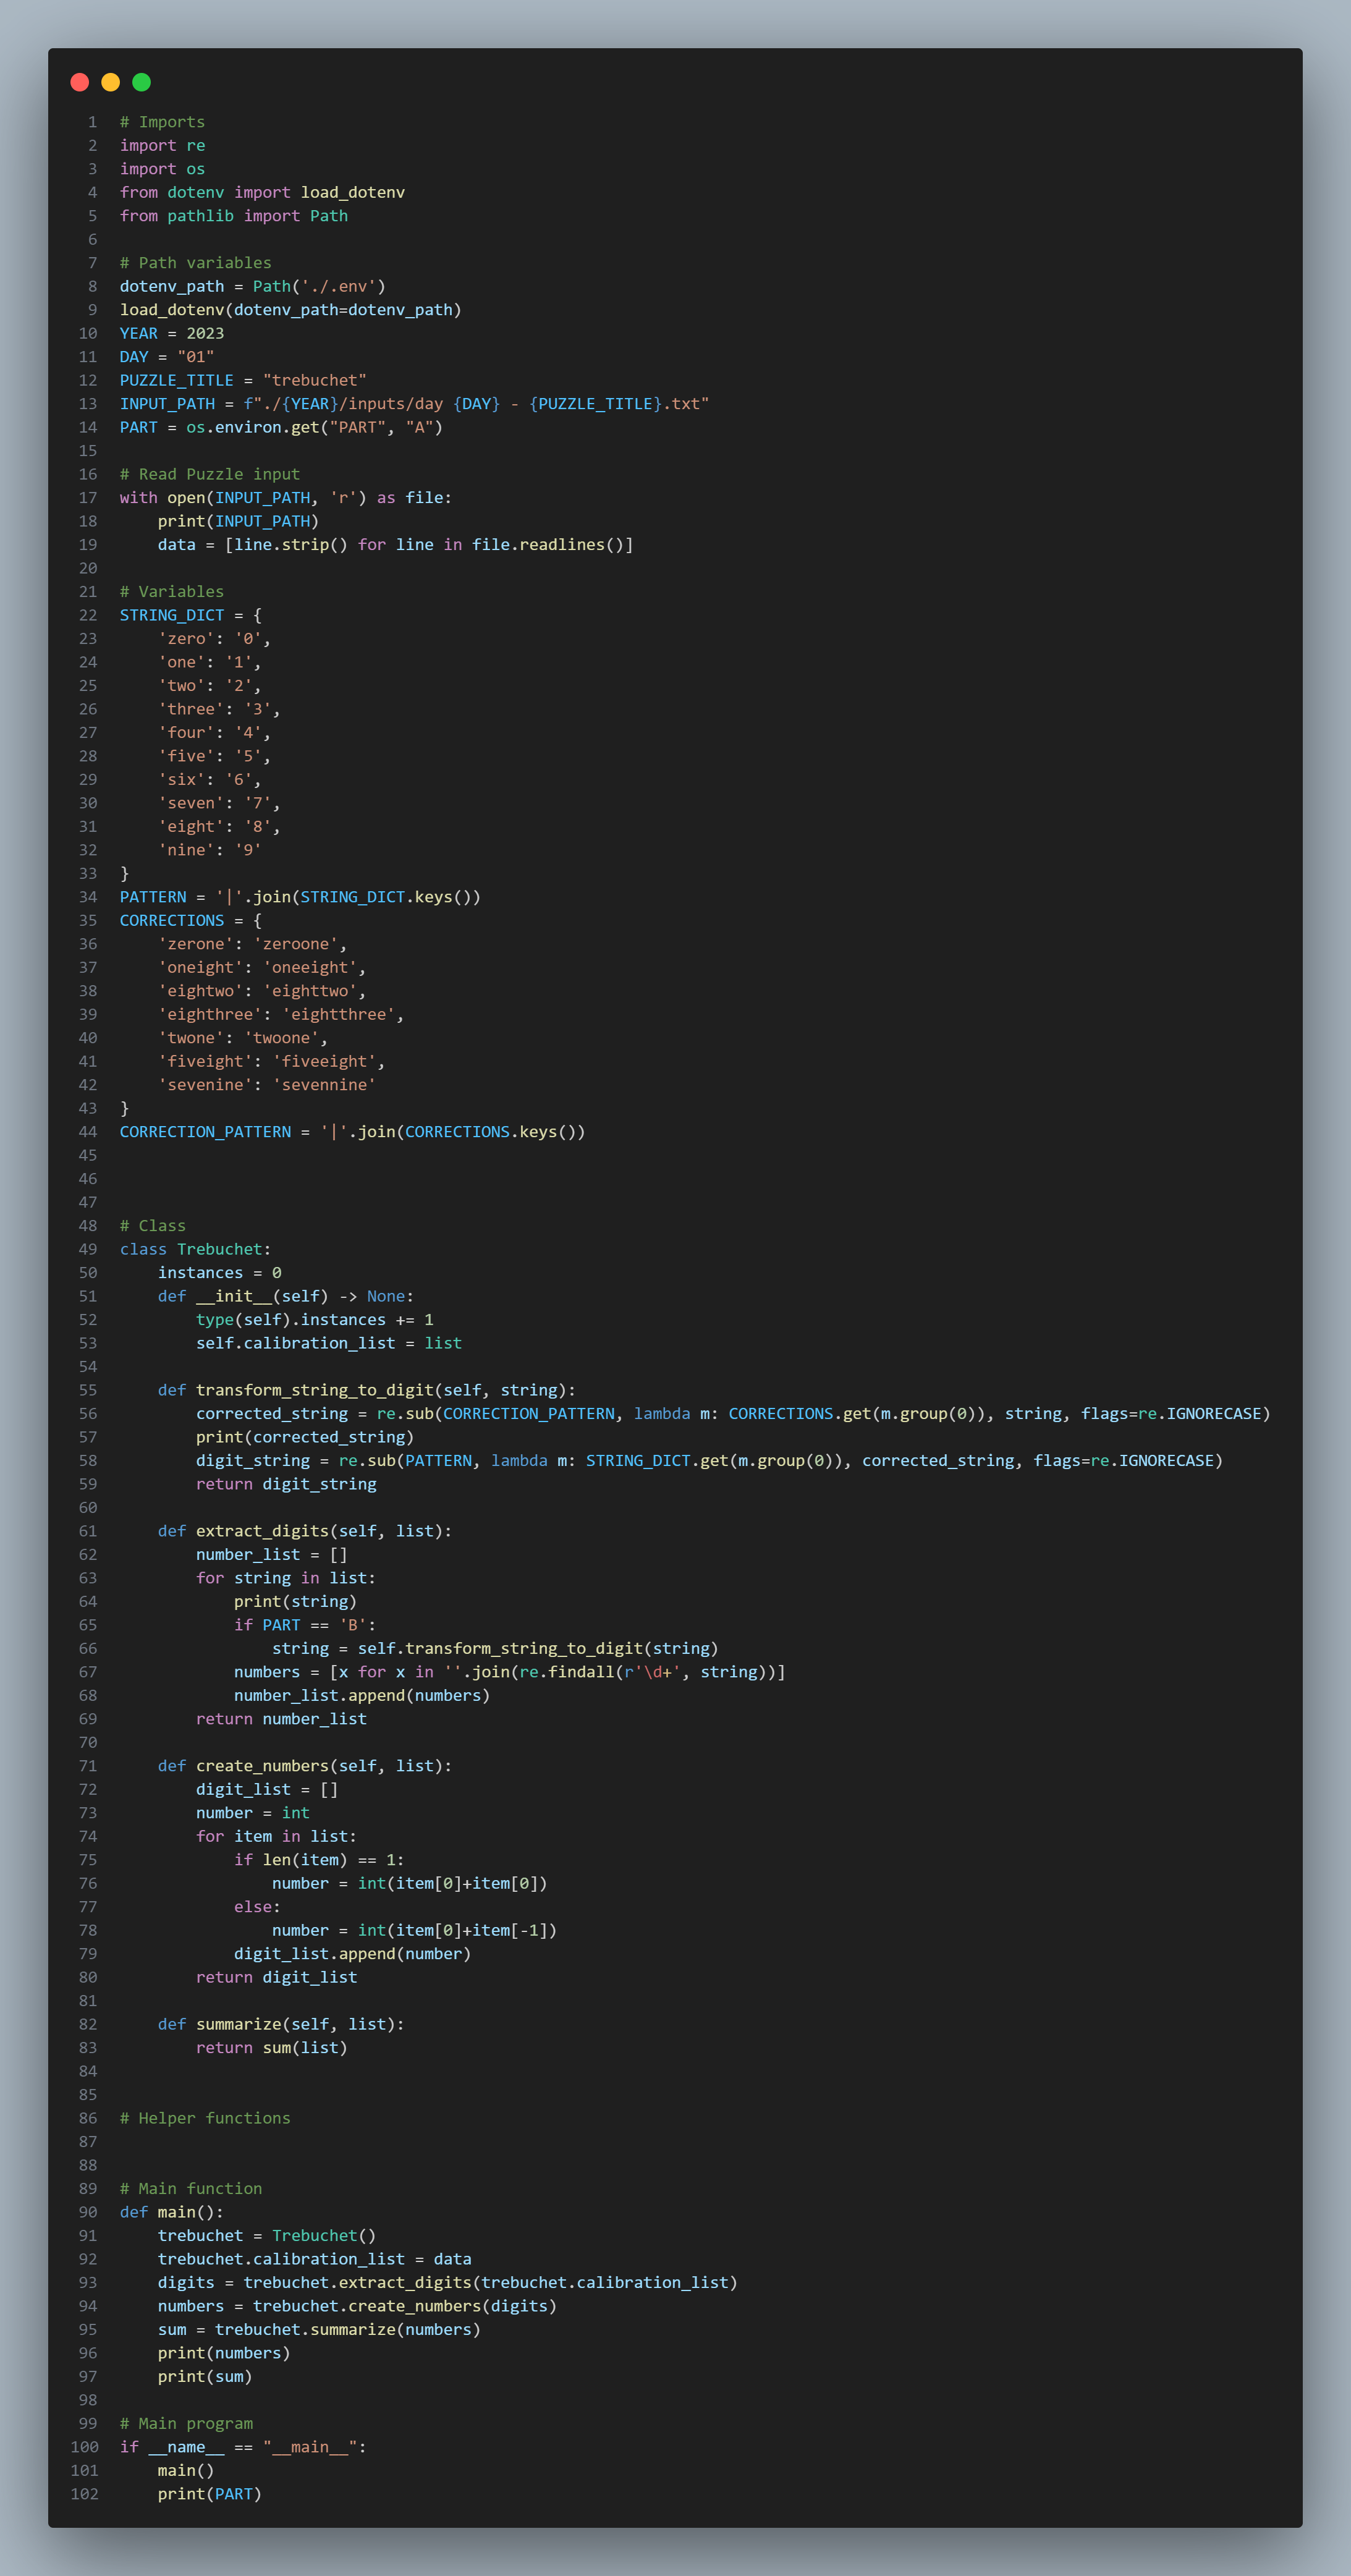 1 # Imports
2 import re
3 import os
4 from dotenv import load_dotenv
5 from pathlib import Path
6
7 # Path variables
8 dotenv_path = Path('./.env')
9 load_dotenv(dotenv_path=dotenv_path)
10 YEAR = 2023
11 DAY = "01"
12 PUZZLE_TITLE = "trebuchet"
13 INPUT_PATH = f"./{YEAR}/inputs/day {DAY} - {PUZZLE_TITLE}.txt"
14 PART = os.environ.get("PART", "A")
15
16 # Read Puzzle input
17 with open(INPUT_PATH, 'r') as file:
18     print(INPUT_PATH)
19     data = [line.strip() for line in file.readlines()]
20
21 # Variables
22 STRING_DICT = {
23     'zero': '0',
24     'one': '1',
25     'two': '2',
26     'three': '3',
27     'four': '4',
28     'five': '5',
29     'six': '6',
30     'seven': '7',
31     'eight': '8',
32     'nine': '9'
33 }
34 PATTERN = '|'.join(STRING_DICT.keys())
35 CORRECTIONS = {
36     'zerone': 'zeroone',
37     'oneight': 'oneeight',
38     'eightwo': 'eighttwo',
39     'eighthree': 'eightthree',
40     'twone': 'twoone',
41     'fiveight': 'fiveeight',
42     'sevenine': 'sevennine'
43 }
44 CORRECTION_PATTERN = '|'.join(CORRECTIONS.keys())
45
46
47
48 # Class
49 class Trebuchet:
50     instances = 0
51     def __init__(self) -> None:
52         type(self).instances += 1
53         self.calibration_list = list
54
55     def transform_string_to_digit(self, string):
56         corrected_string = re.sub(CORRECTION_PATTERN, lambda m: CORRECTIONS.get(m.group(0)), string, flags=re.IGNORECASE)
57         print(corrected_string)
58         digit_string = re.sub(PATTERN, lambda m: STRING_DICT.get(m.group(0)), corrected_string, flags=re.IGNORECASE)
59         return digit_string
60
61     def extract_digits(self, list):
62         number_list = []
63         for string in list:
64             print(string)
65             if PART == 'B':
66                 string = self.transform_string_to_digit(string)
67             numbers = [x for x in ''.join(re.findall(r'\d+', string))]
68             number_list.append(numbers)
69         return number_list
70
71     def create_numbers(self, list):
72         digit_list = []
73         number = int
74         for item in list:
75             if len(item) == 1:
76                 number = int(item[0]+item[0])
77             else:
78                 number = int(item[0]+item[-1])
79             digit_list.append(number)
80         return digit_list
81
82     def summarize(self, list):
83         return sum(list)
84
85
86 # Helper functions
87
88
89 # Main function
90 def main():
91     trebuchet = Trebuchet()
92     trebuchet.calibration_list = data
93     digits = trebuchet.extract_digits(trebuchet.calibration_list)
94     numbers = trebuchet.create_numbers(digits)
95     sum = trebuchet.summarize(numbers)
96     print(numbers)
97     print(sum)
98
99 # Main program
100 if __name__ == "__main__":
101     main()
102     print(PART)